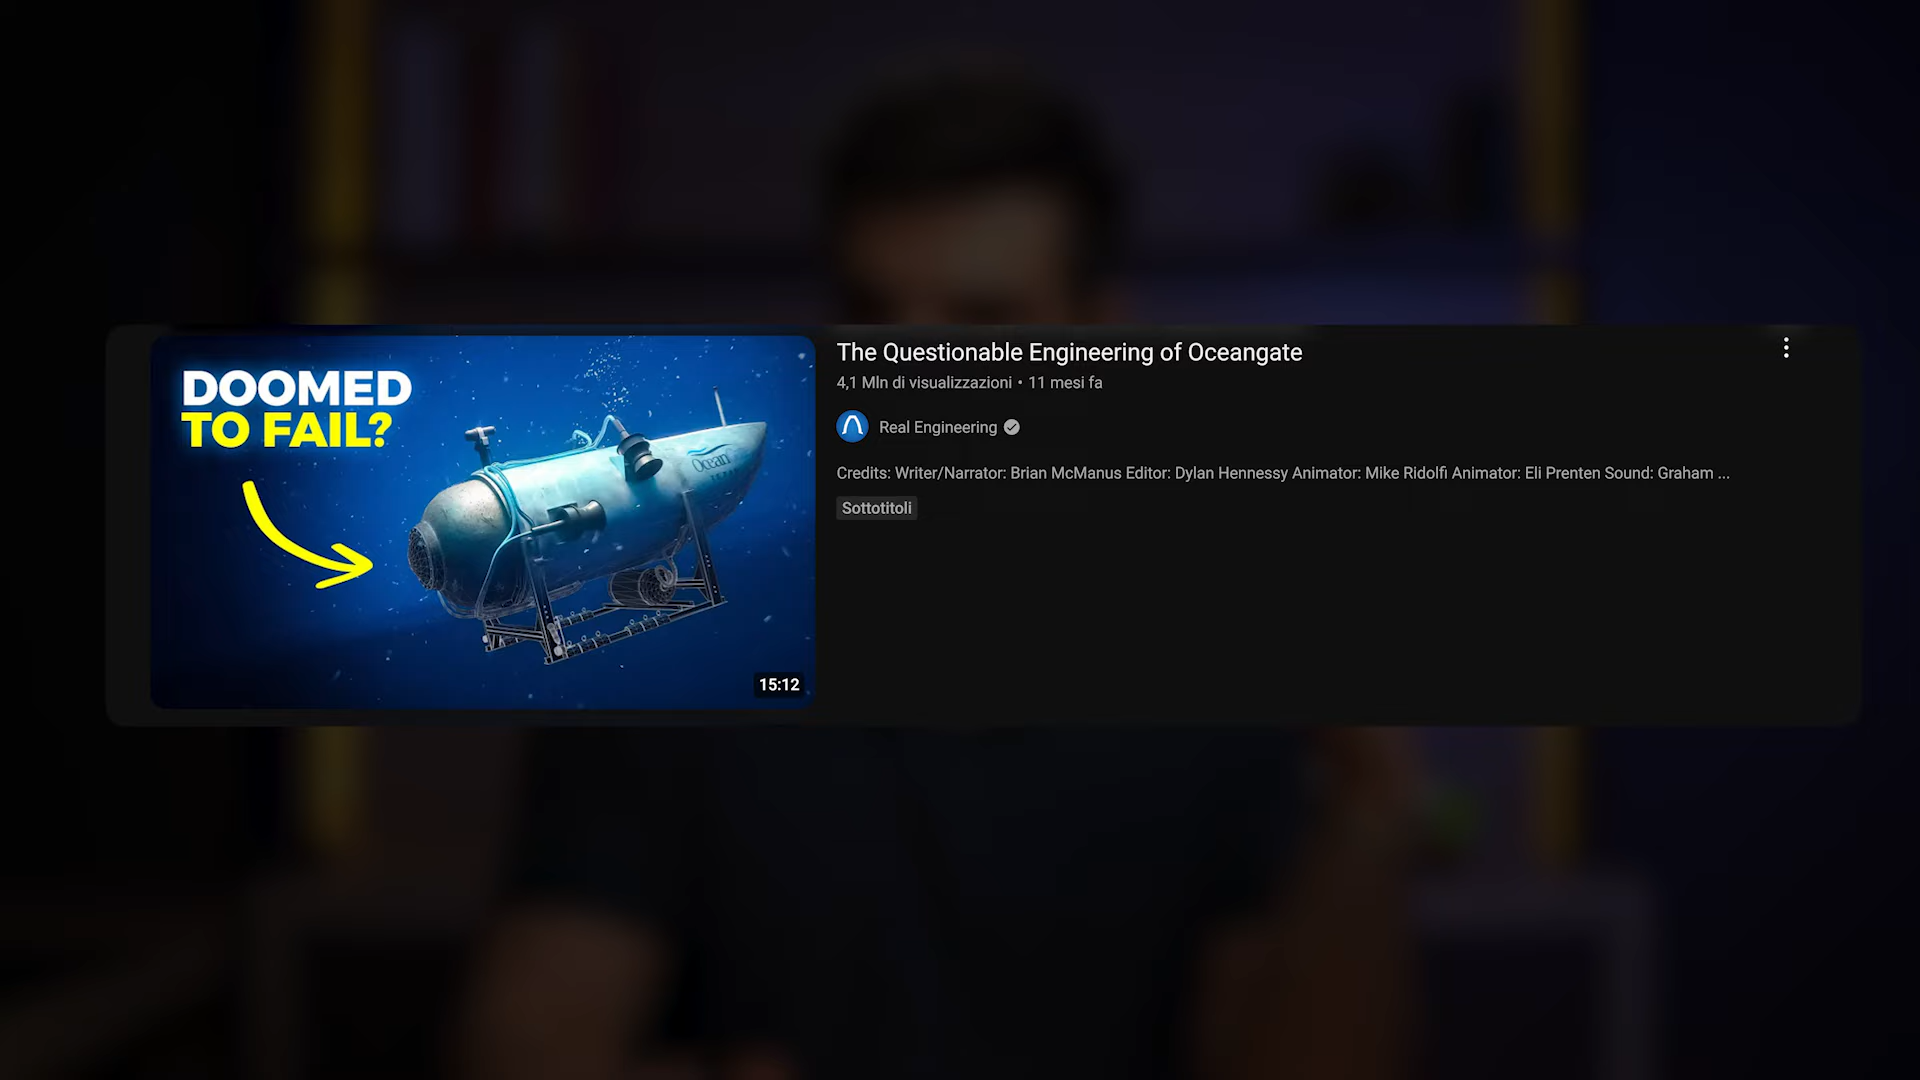 DOOMED
TO FAIL?
Ocean
15:12
The Questionable Engineering of Oceangate
4,1 Mln di visualizzazioni • 11 mesi fa
Real Engineering
Credits: Writer/Narrator: Brian McManus Editor: Dylan Hennessy Animator: Mike Ridolfi Animator: Eli Prenten Sound: Graham ...
Sottotitoli